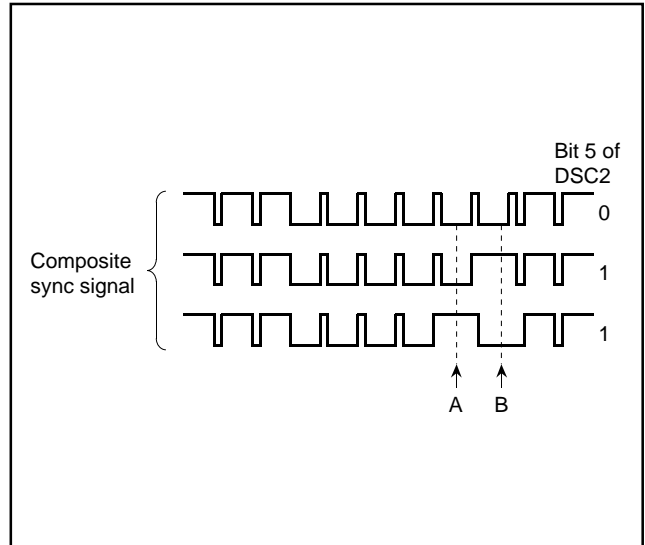 Bit 5 of
DSC2
0
Composite
sync signal
1
1
A B